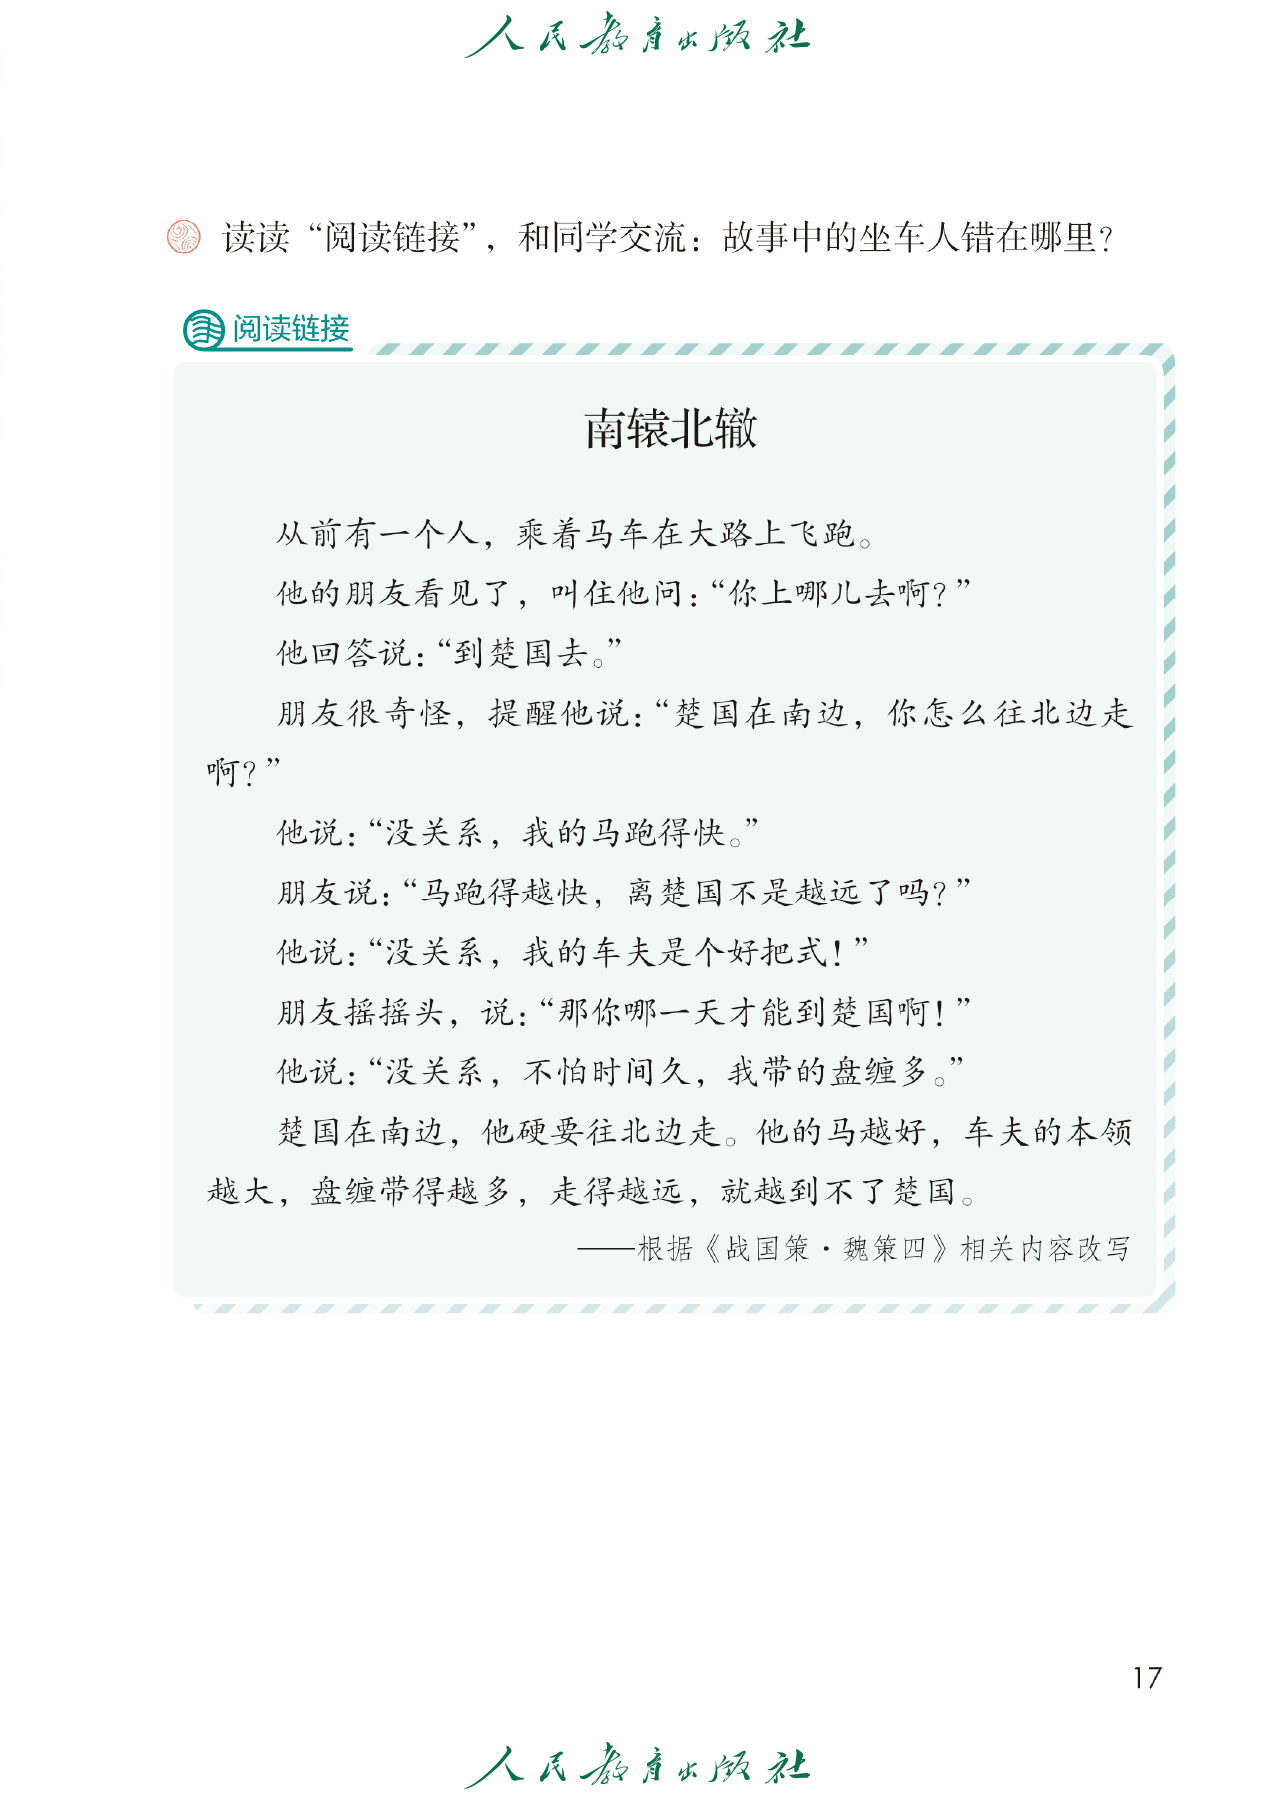 人民教育出版社
读读“阅读链接”，和同学交流：故事中的坐车人错在哪里？
阅读链接
南辕北辙
从前有一个人，乘着马车在大路上飞跑。
他的朋友看见了，叫住他问：“你上哪儿去啊？”
他回答说：“到楚国去。”
朋友很奇怪，提醒他说：“楚国在南边，你怎么往北边走
啊？”
他说：“没关系，我的马跑得快。”
朋友说：“马跑得越快，离楚国不是越远了吗？”
他说：“没关系，我的车夫是个好把式！”
朋友摇摇头，说：“那你哪一天才能到楚国啊！”
他说：“没关系，不怕时间久，我带的盘缠多。”
楚国在南边，他硬要往北边走。他的马越好，车夫的本领
越大，盘缠带得越多，走得越远，就越到不了楚国。
——根据《战国策·魏策四》相关内容改写
17
人民教育出版社